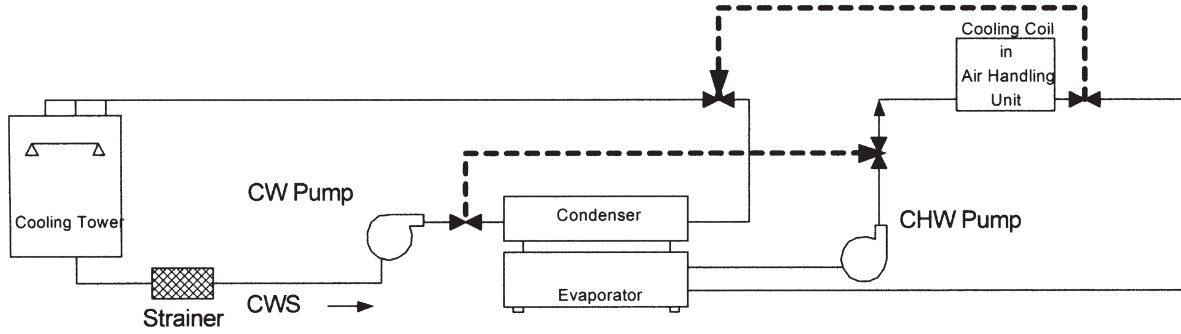 Cooling Coil
in
Air Handling
Unit
CW Pump
Cooling Tower
Condenser
CHW Pump
Evaporator
CWS
Strainer